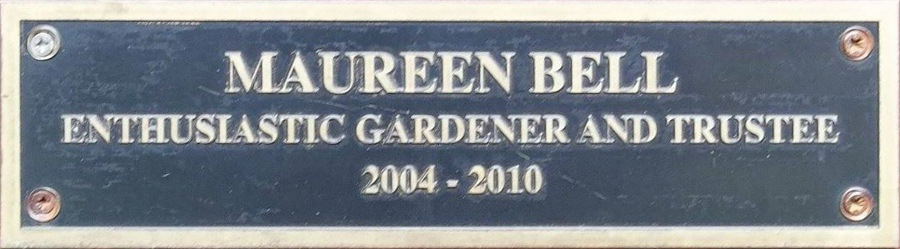 MAUREEN BELL
ENTHUSIASTIC GARDENER AND TRUSTEE
2004 - 2010